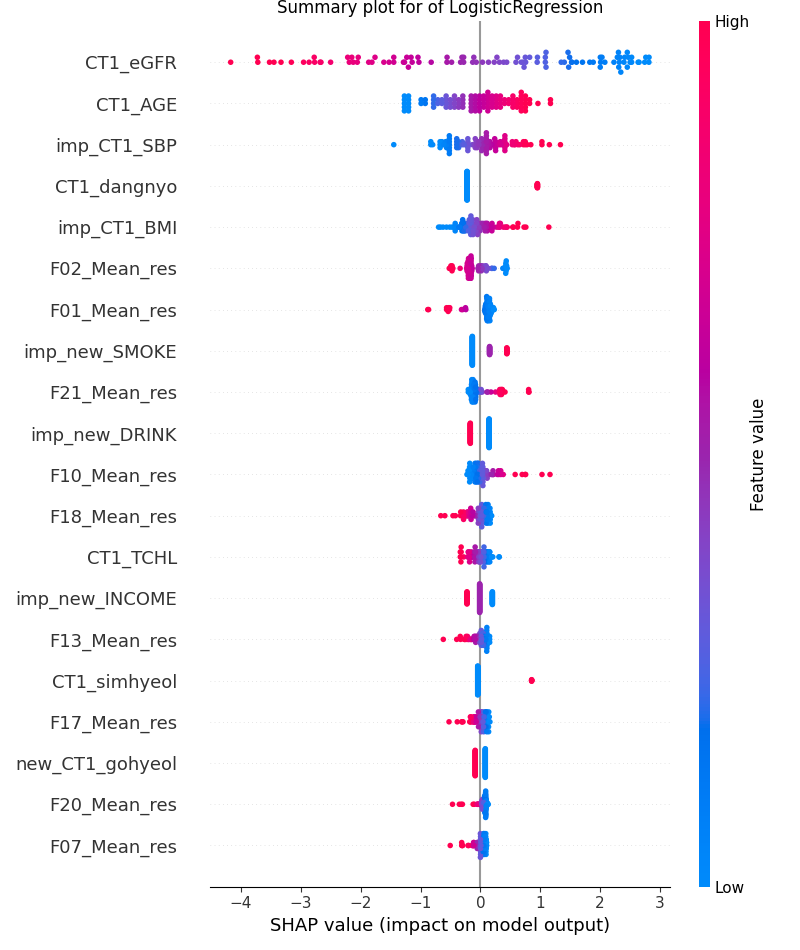 Summary plot for of LogisticRegression
High
CT1_eGFR
CT1_AGE
imp_CT1_SBP
CT1_dangnyo
imp_CT1_BMI
F02_Mean_res
F01_Mean_res
imp_new_SMOKE
F21_Mean_res
imp_new_DRINK
F10_Mean_res
F18_Mean_res
CT1_TCHL
imp_new_INCOME
F13_Mean_res
CT1_simhyeol
F17_Mean_res
new_CT1_gohyeol
F20_Mean_res
F07_Mean_res
Feature value
Low
−4 −3 −2 −1 0 1 2 3
SHAP value (impact on model output)